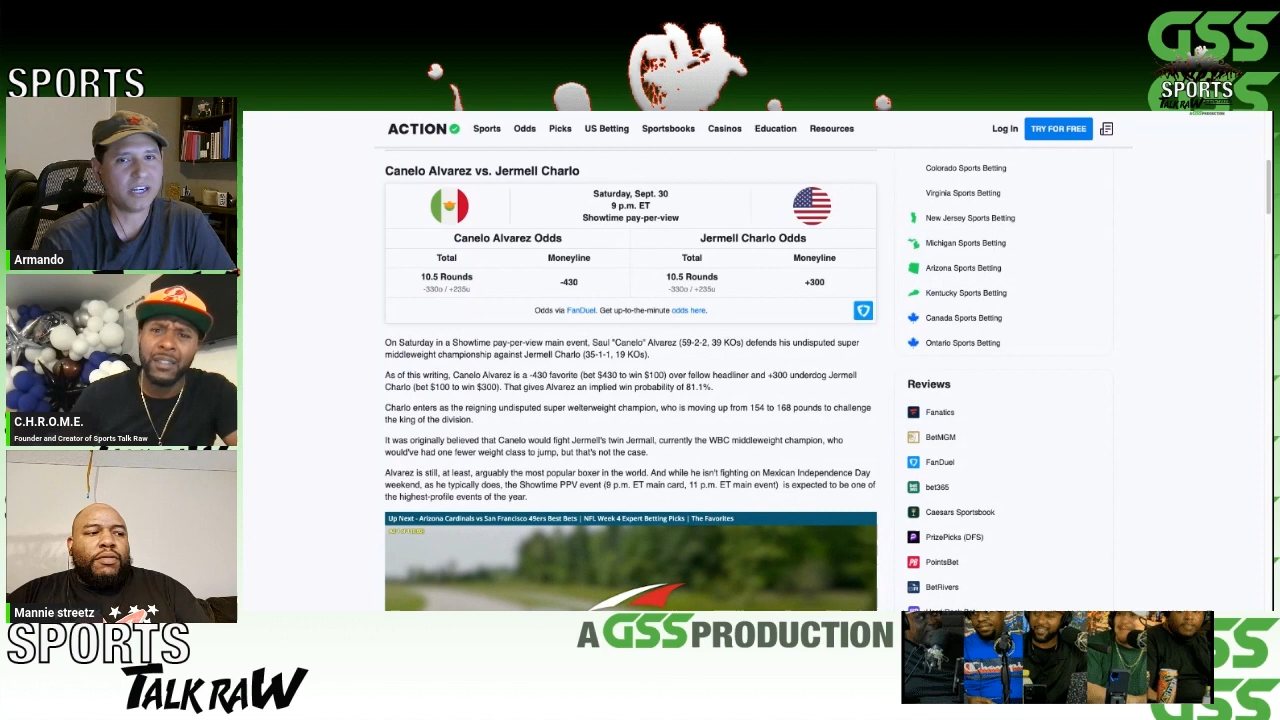 SPORTS
GSS
SPORTS
TALK RAW
Armando
C.H.R.O.M.E.
Founder and Creator of Sports Talk Raw
Mannie streetz
SPORTS
TALK RAW
ACTION Sports Odds Picks US Betting Sportsbooks Casinos Education Resources Log In TRY FOR FREE
Canelo Alvarez vs. Jermell Charlo
Saturday, Sept. 30
9 p.m. ET
Showtime pay-per-view
Canelo Alvarez Odds Jermell Charlo Odds
Total Moneyline Total Moneyline
10.5 Rounds -430 10.5 Rounds +300
-330o / +235u -330o / +235u
Odds via FanDuel. Get up-to-the-minute odds here.
On Saturday in a Showtime pay-per-view main event, Saul "Canelo" Alvarez (59-2-2, 39 KOs) defends his undisputed super
middleweight championship against Jermell Charlo (35-1-1, 19 KOs).
As of this writing, Canelo Alvarez is a -430 favorite (bet $430 to win $100) over fellow headliner and +300 underdog Jermell
Charlo (bet $100 to win $300). That gives Alvarez an implied win probability of 81.1%.
Charlo enters as the reigning undisputed super welterweight champion, who is moving up from 154 to 168 pounds to challenge
the king of the division.
It was originally believed that Canelo would fight Jermell's twin Jermall, currently the WBC middleweight champion, who
would've had one fewer weight class to jump, but that's not the case.
Alvarez is still, at least, arguably the most popular boxer in the world. And while he isn't fighting on Mexican Independence Day
weekend, as he typically does, the Showtime PPV event (9 p.m. ET main card, 11 p.m. ET main event) is expected to be one of
the highest-profile events of the year.
Up Next - Arizona Cardinals vs San Francisco 49ers Best Bets | NFL Week 4 Expert Betting Picks | The Favorites
Colorado Sports Betting
Virginia Sports Betting
New Jersey Sports Betting
Michigan Sports Betting
Arizona Sports Betting
Kentucky Sports Betting
Canada Sports Betting
Ontario Sports Betting
Reviews
Fanatics
BetMGM
FanDuel
bet365
Caesars Sportsbook
PrizePicks (DFS)
PointsBet
BetRivers
A GSS PRODUCTION
Champion